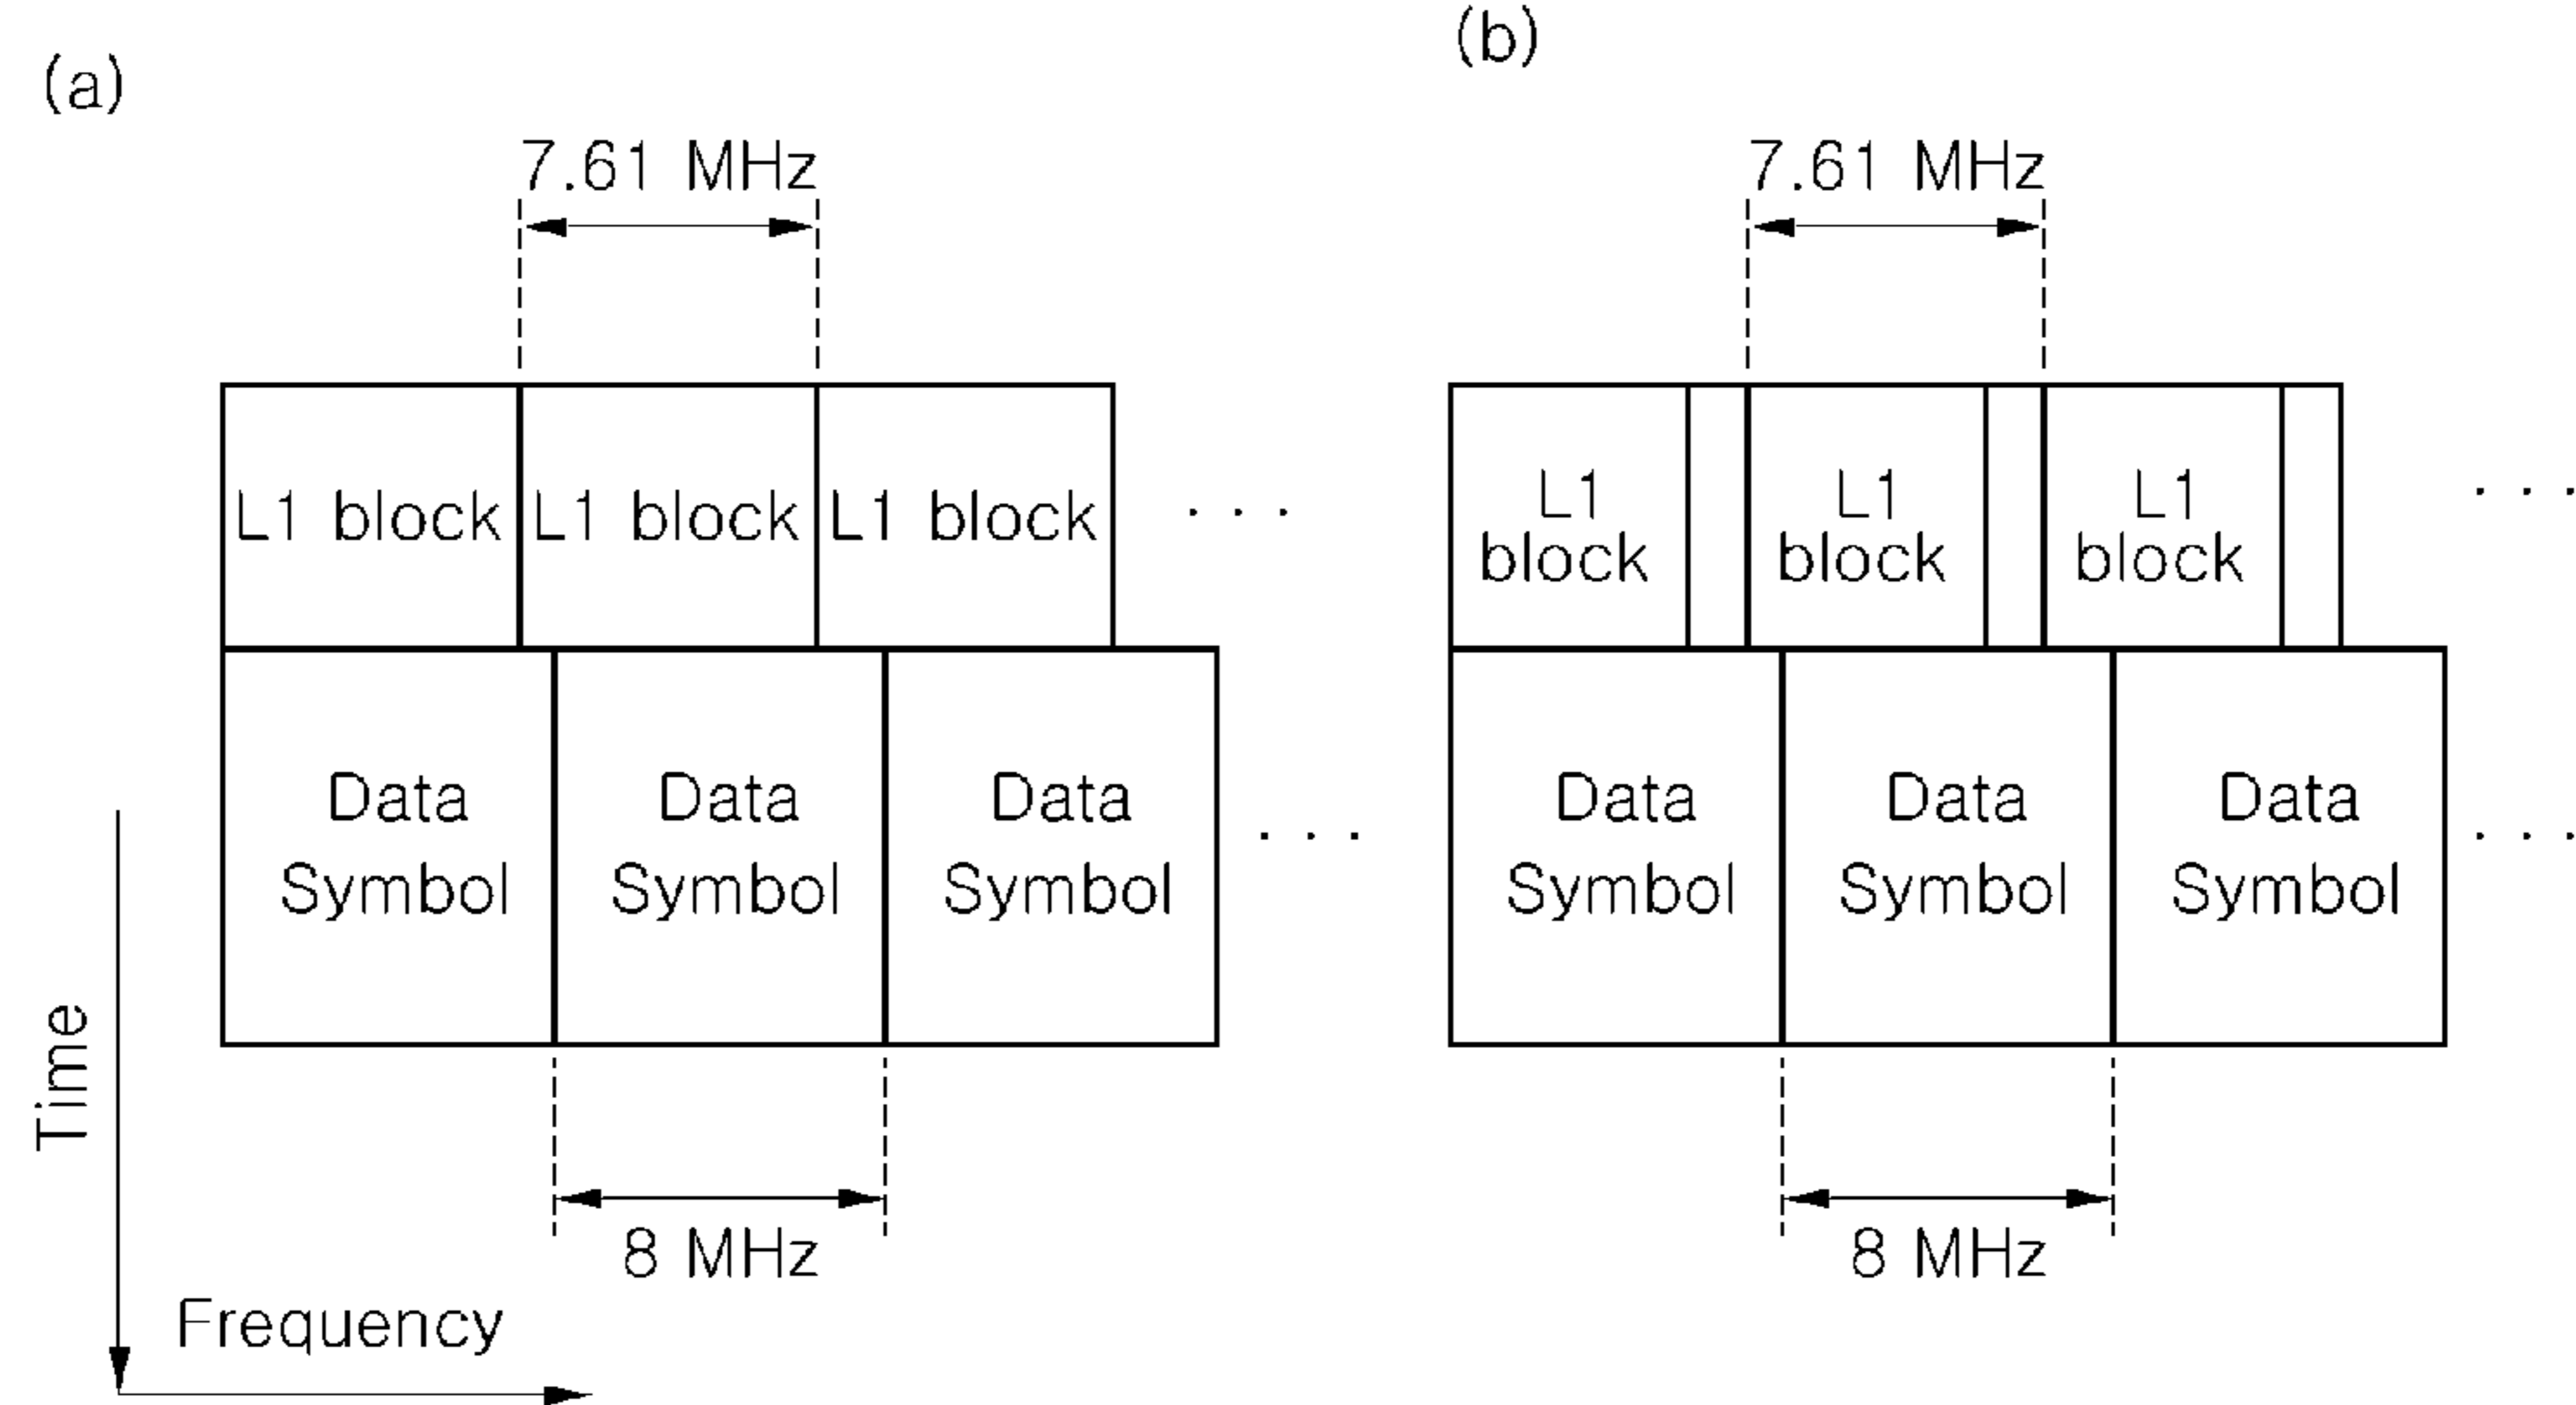 (a)
7.61 MHz
L1 block L1 block L1 block . . .
Data Symbol
Data Symbol
Data Symbol
. . .
8 MHz
Time
Frequency
(b)
7.61 MHz
L1 block
L1 block
L1 block
. . .
Data Symbol
Data Symbol
Data Symbol
. . .
8 MHz